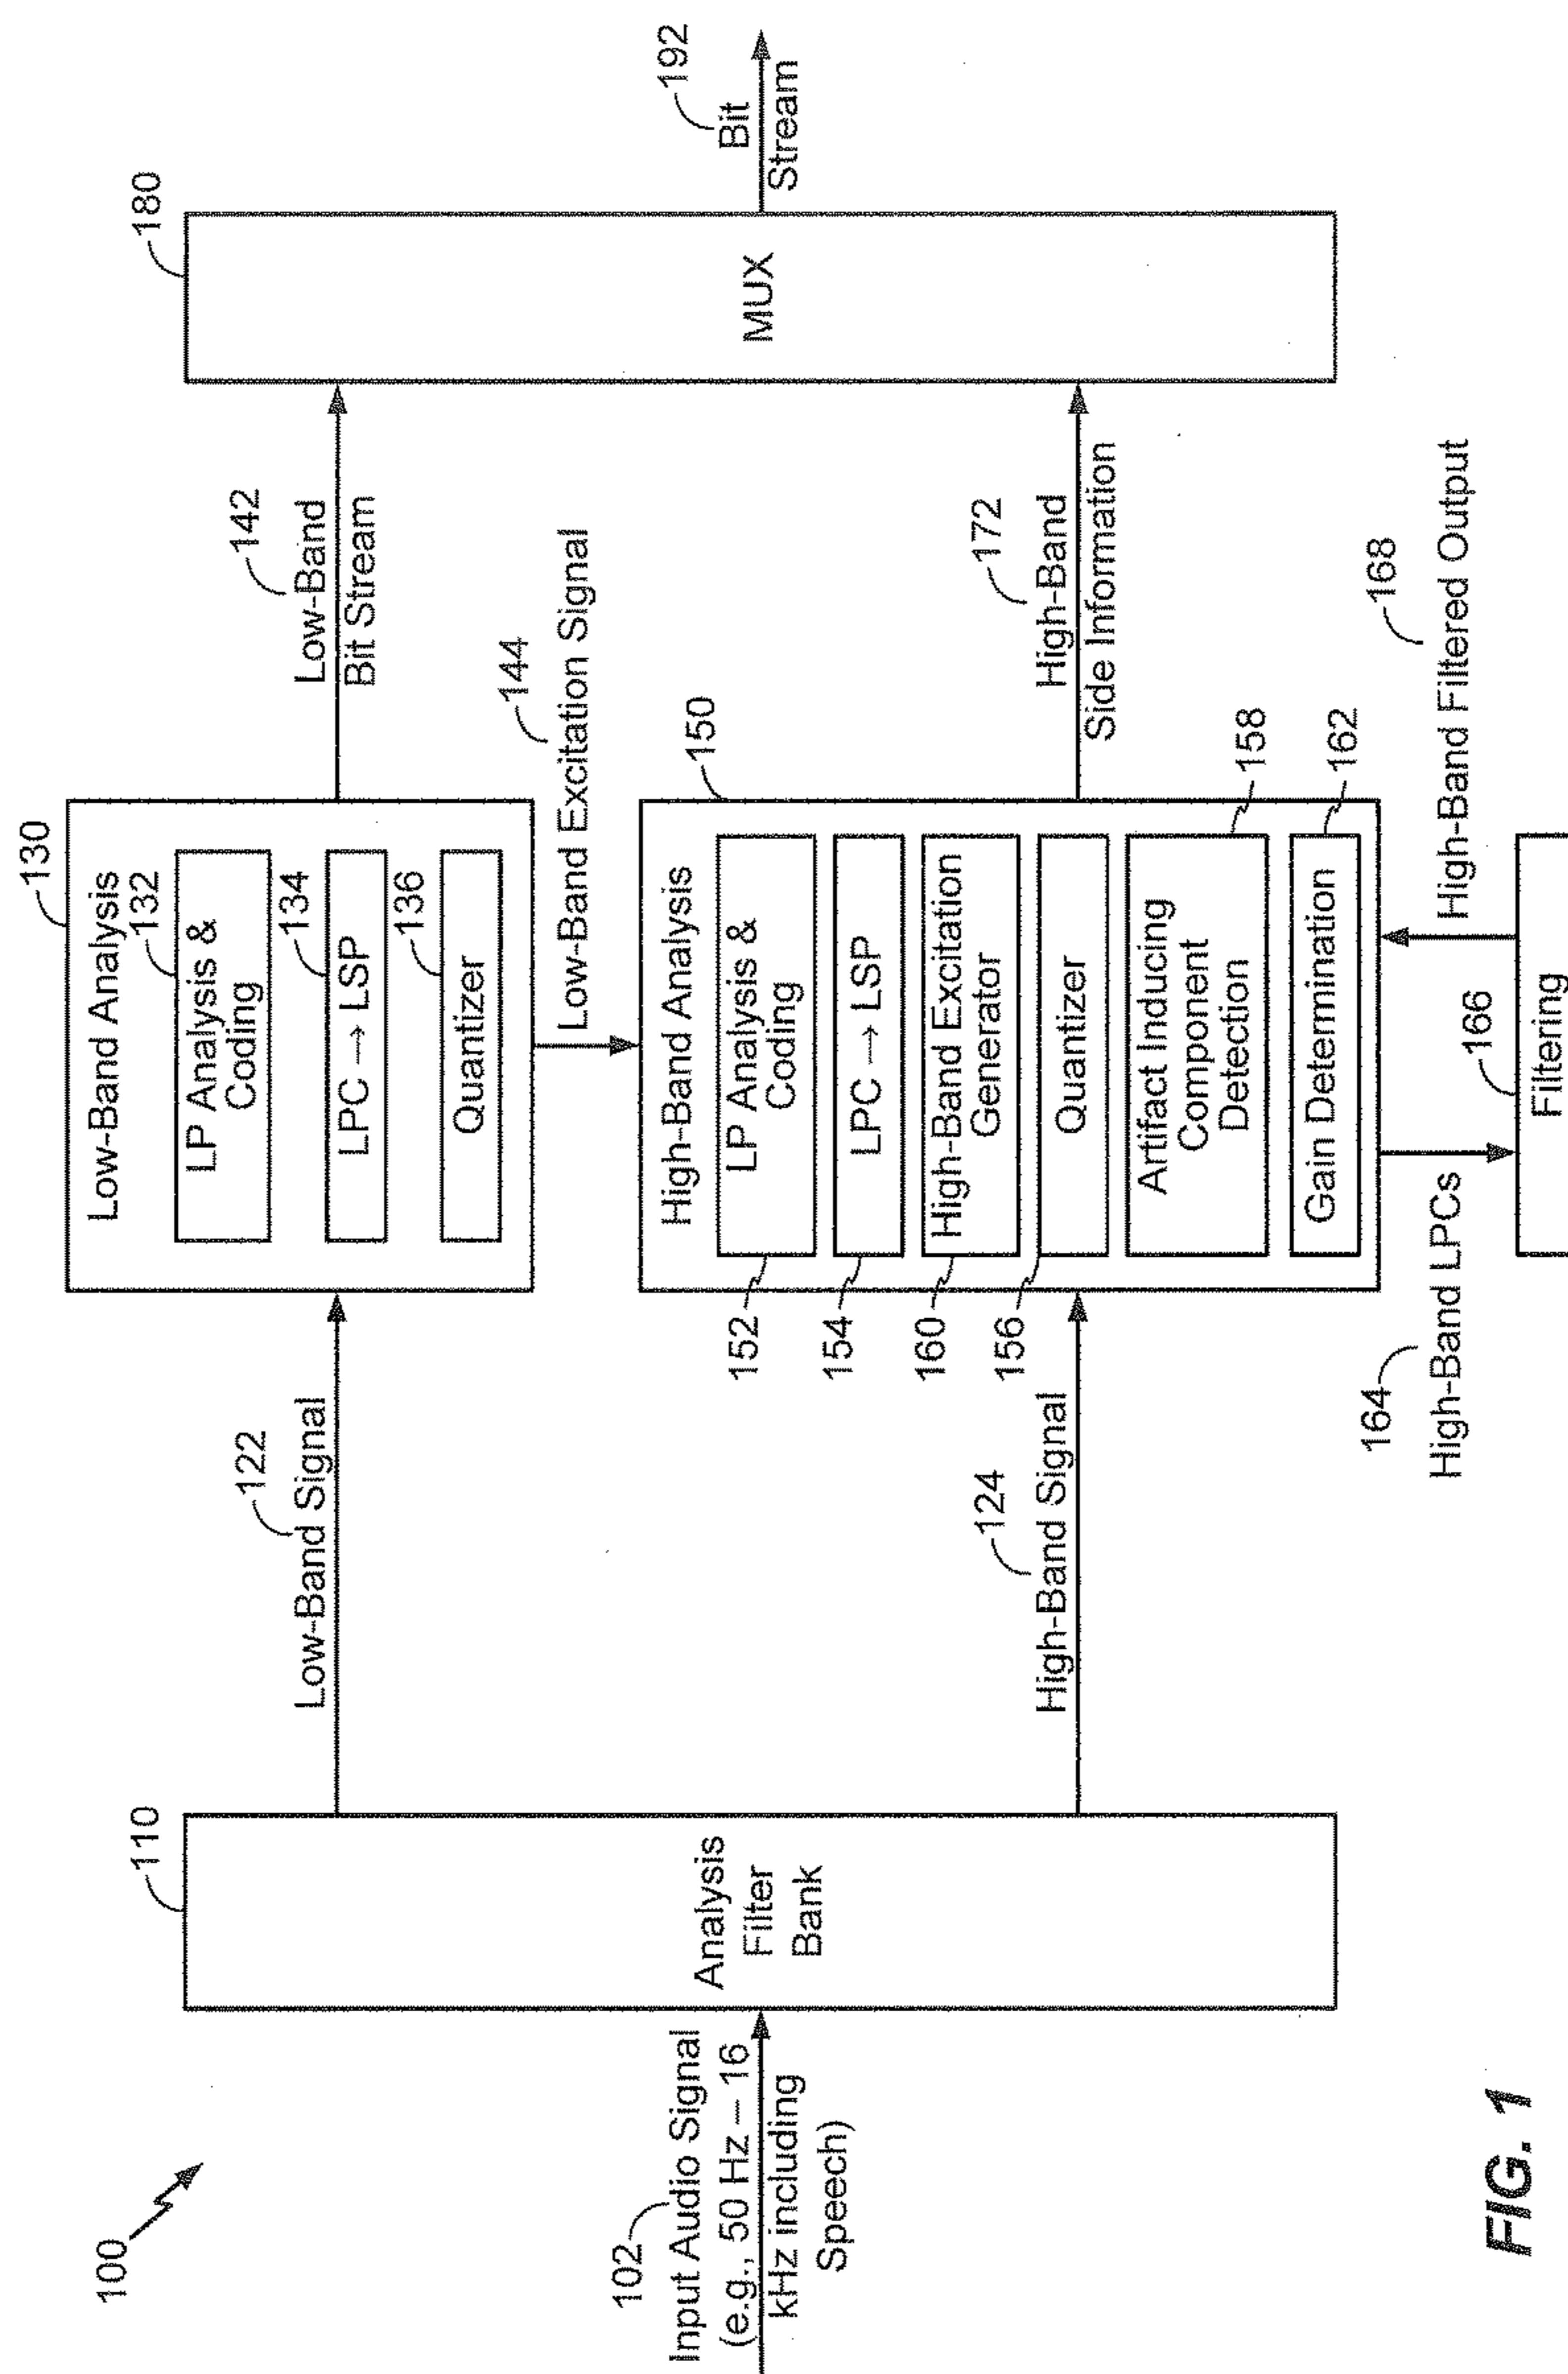 100
102
Input Audio Signal
(e.g., 50 Hz – 16
kHz including
Speech)
110
Analysis
Filter
Bank
122
Low-Band Signal
124
High-Band Signal
130
Low-Band Analysis
132
LP Analysis &
Coding
134
LPC → LSP
136
Quantizer
142
Low-Band
Bit Stream
144
Low-Band Excitation Signal
150
High-Band Analysis
LP Analysis &
Coding
152
LPC → LSP
154
High-Band Excitation
Generator
160
Quantizer
156
Artifact Inducing
Component
Detection
158
Gain Determination
162
164
High-Band LPCs
166
Filtering
168
High-Band Filtered Output
172
High-Band
Side Information
180
MUX
192
Bit
Stream
FIG. 1